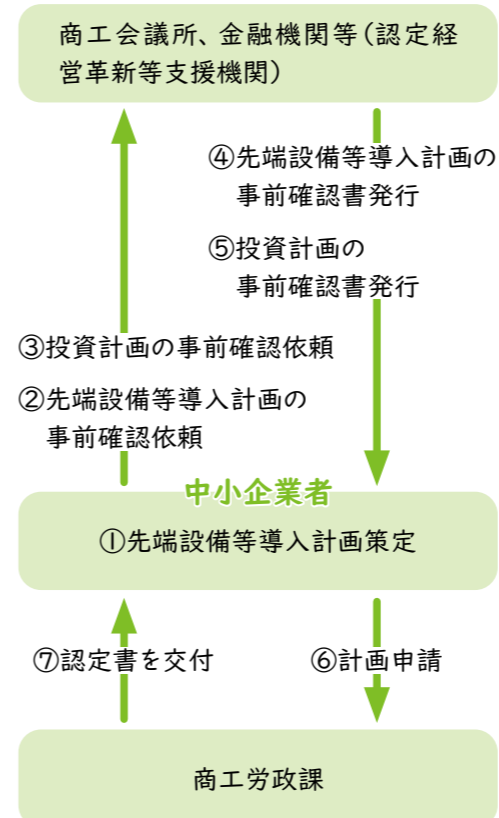 商工会議所、金融機関等（認定経
営革新等支援機関）
④先端設備等導入計画の
事前確認書発行
⑤投資計画の
事前確認書発行
③投資計画の事前確認依頼
②先端設備等導入計画の
事前確認依頼
中小企業者
①先端設備等導入計画策定
⑦認定書を交付
⑥計画申請
商工労政課